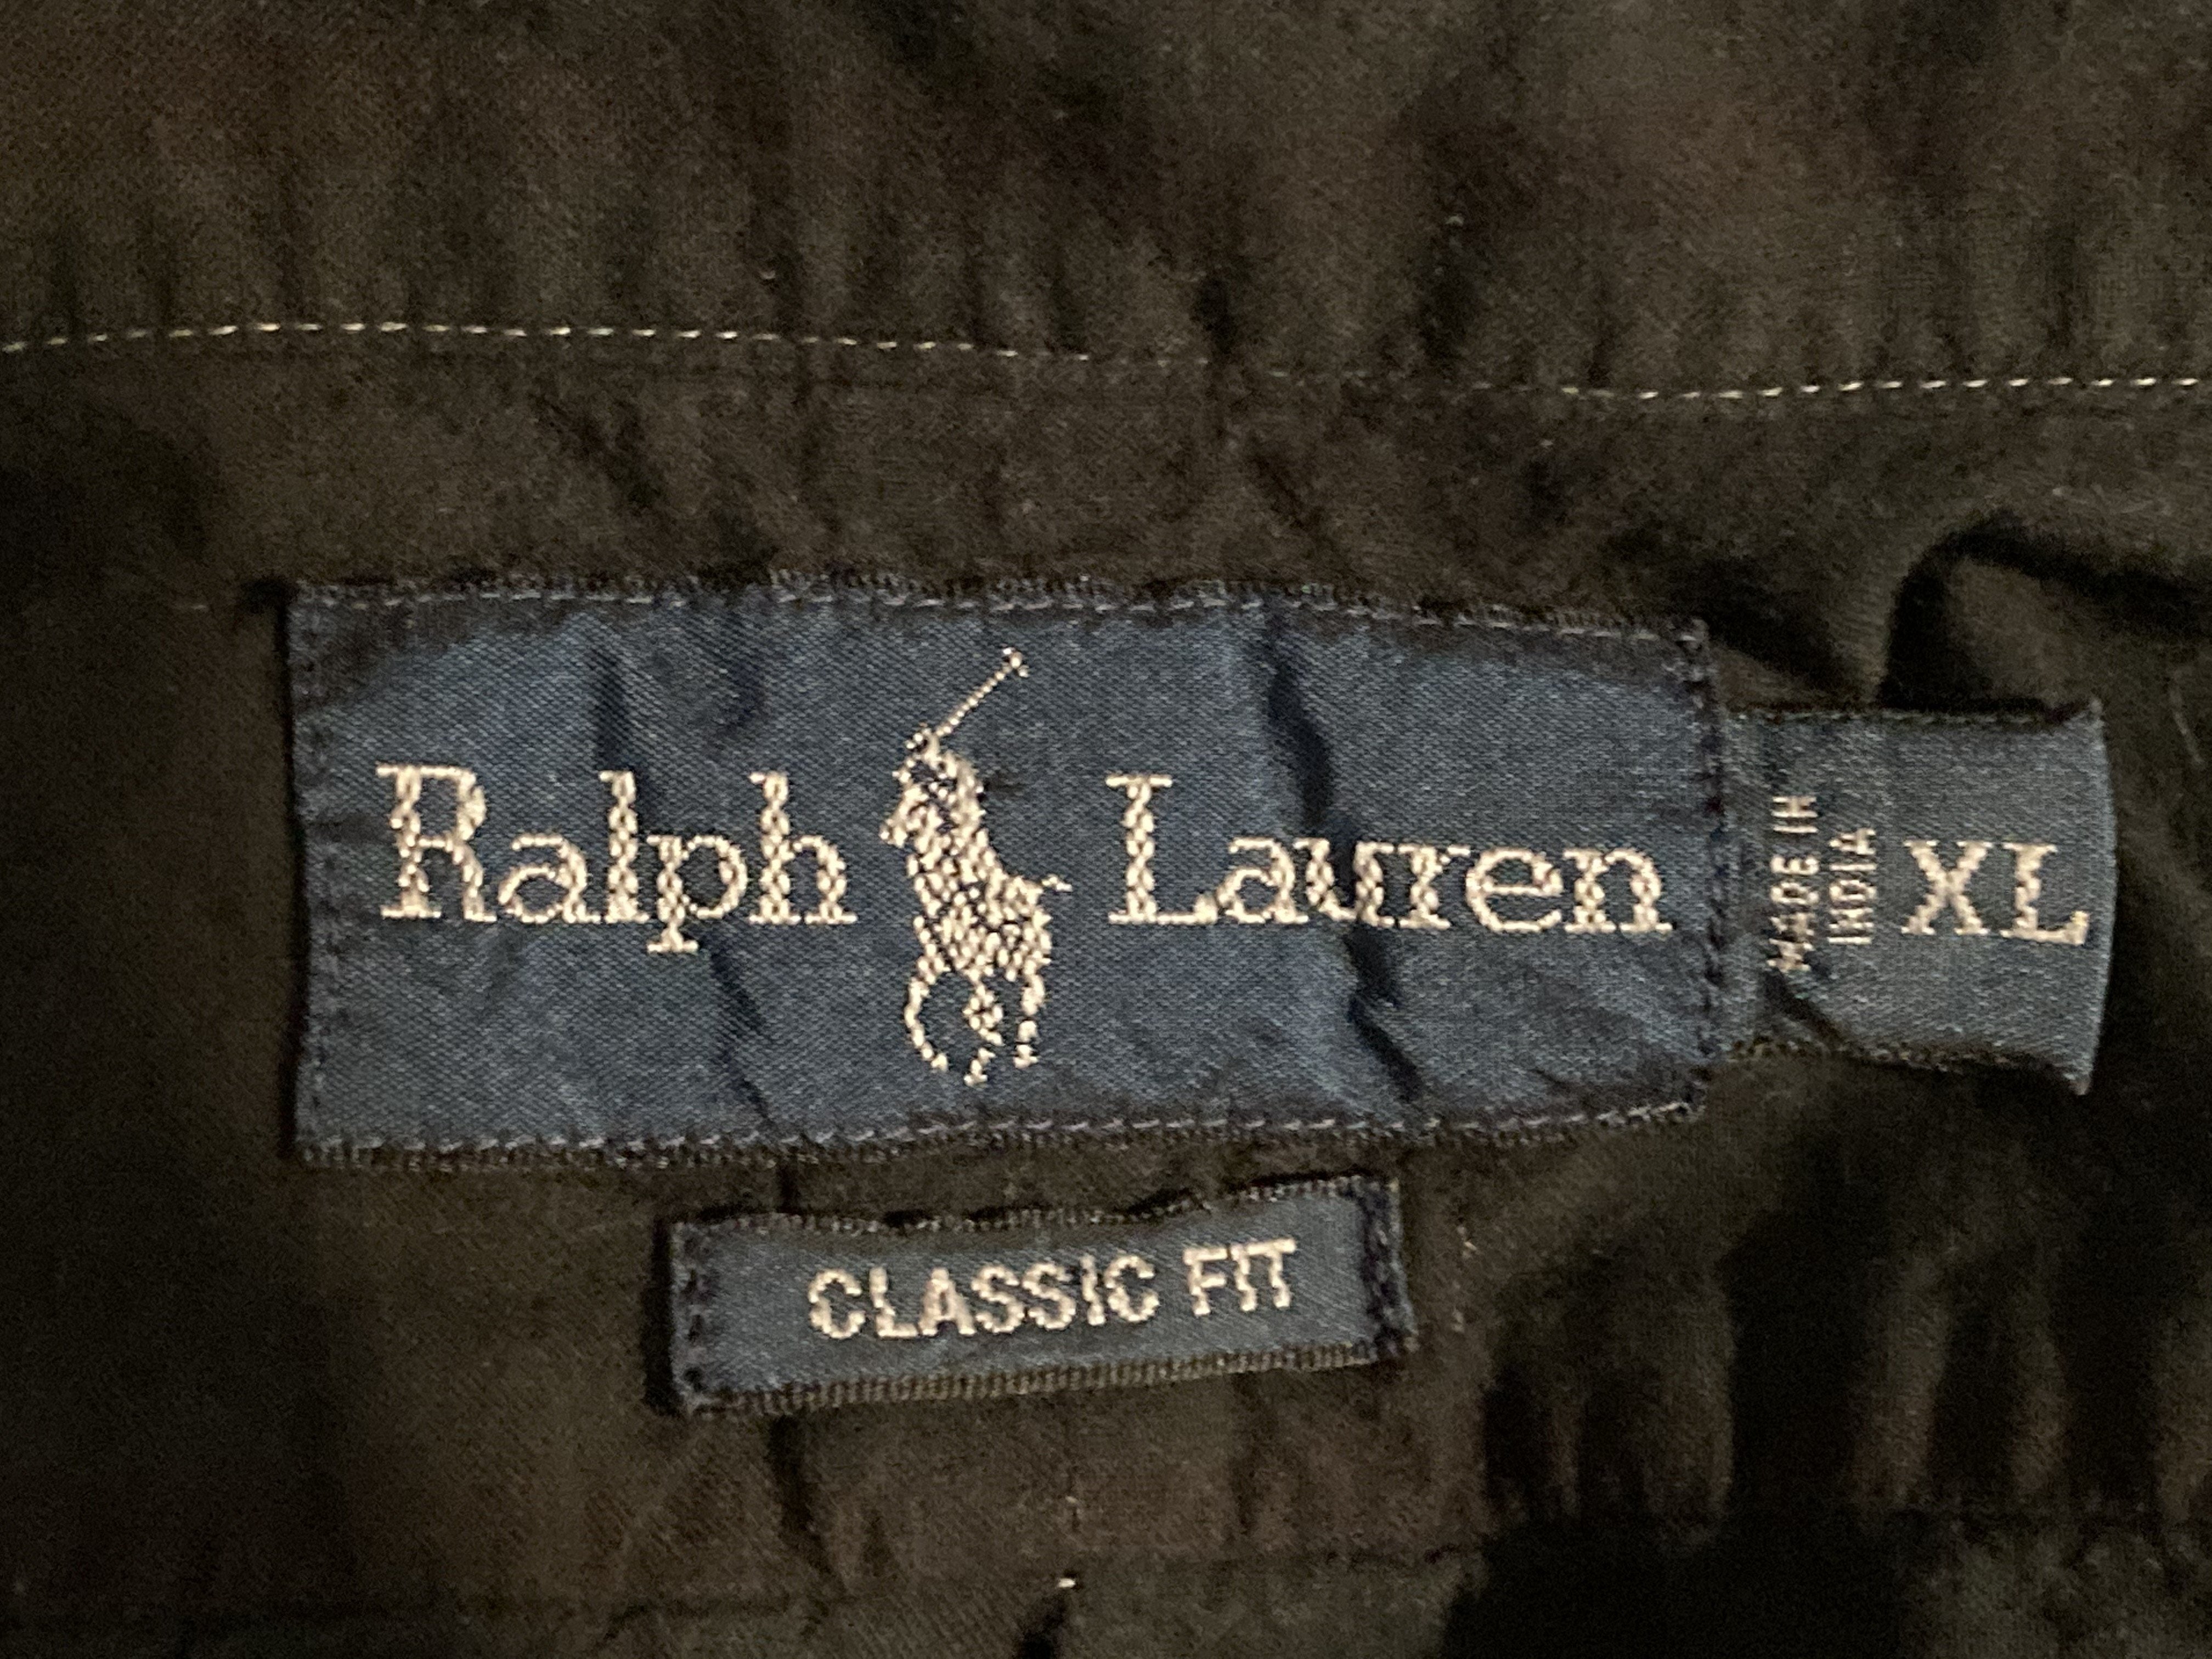 Ralph Lauren
MADE IN
INDIA
XL
CLASSIC FIT